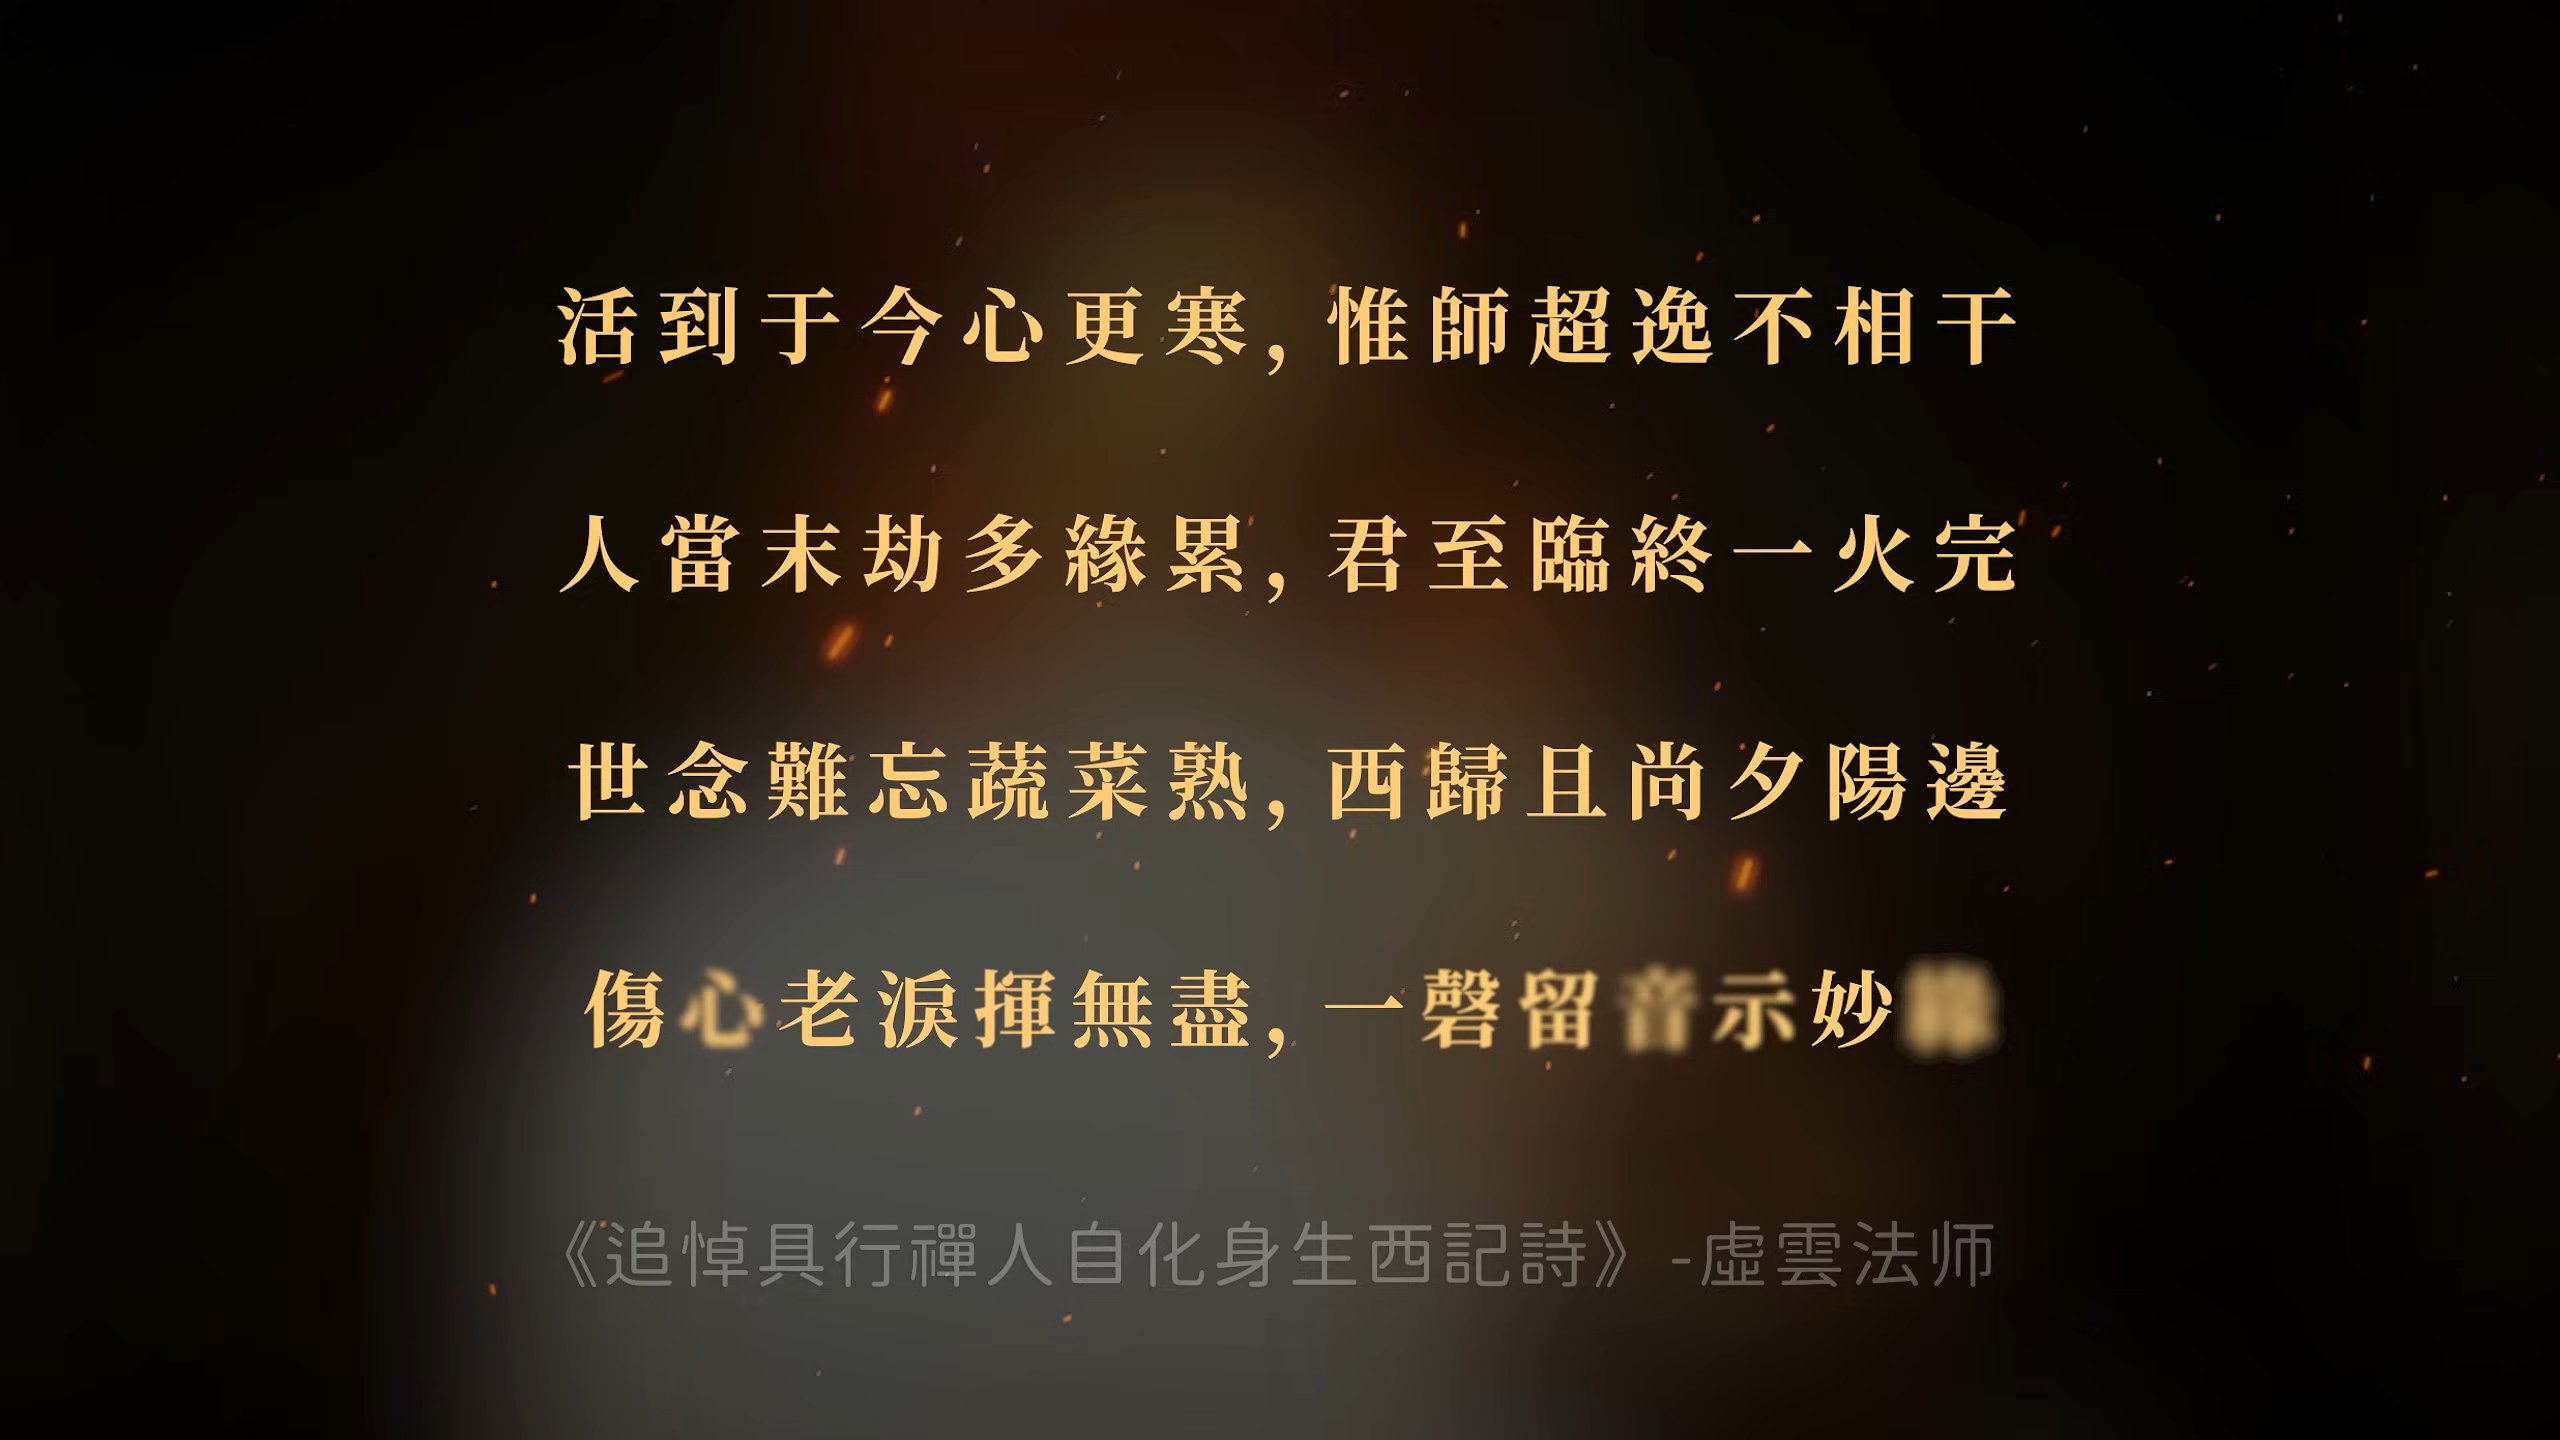 活到于今心更寒，惟師超逸不相干
人當末劫多緣累，君至臨終一火完
世念難忘蔬菜熟，西歸且尚夕陽邊
傷心老淚揮無盡，一磬留音示妙
《追悼具行禪人自化身生西記詩》-虛雲法师